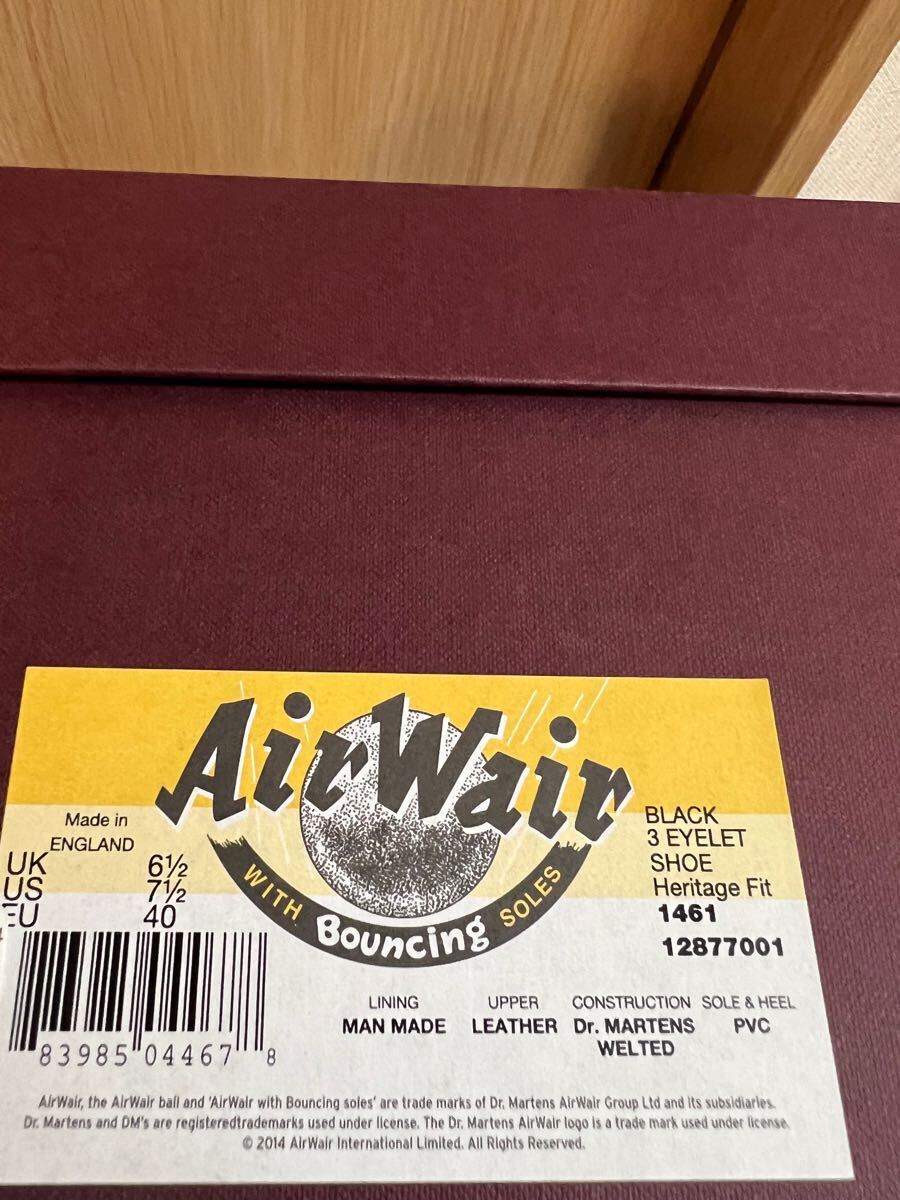 AirWair
WITH Bouncing SOLES
Made in
ENGLAND
UK 6½
US 7½
EU 40
BLACK
3 EYELET
SHOE
Heritage Fit
1461
12877001
83985 04467 8
LINING
MAN MADE
UPPER
LEATHER
CONSTRUCTION
Dr. MARTENS
WELTED
SOLE & HEEL
PVC
AirWair, the AirWair ball and 'AirWair with Bouncing soles' are trade marks of Dr. Martens AirWair Group Ltd and its subsidiaries.
Dr. Martens and DM's are registeredtrademarks used under license. The Dr. Martens AirWair logo is a trade mark used under license.
© 2014 AirWair International Limited. All Rights Reserved.